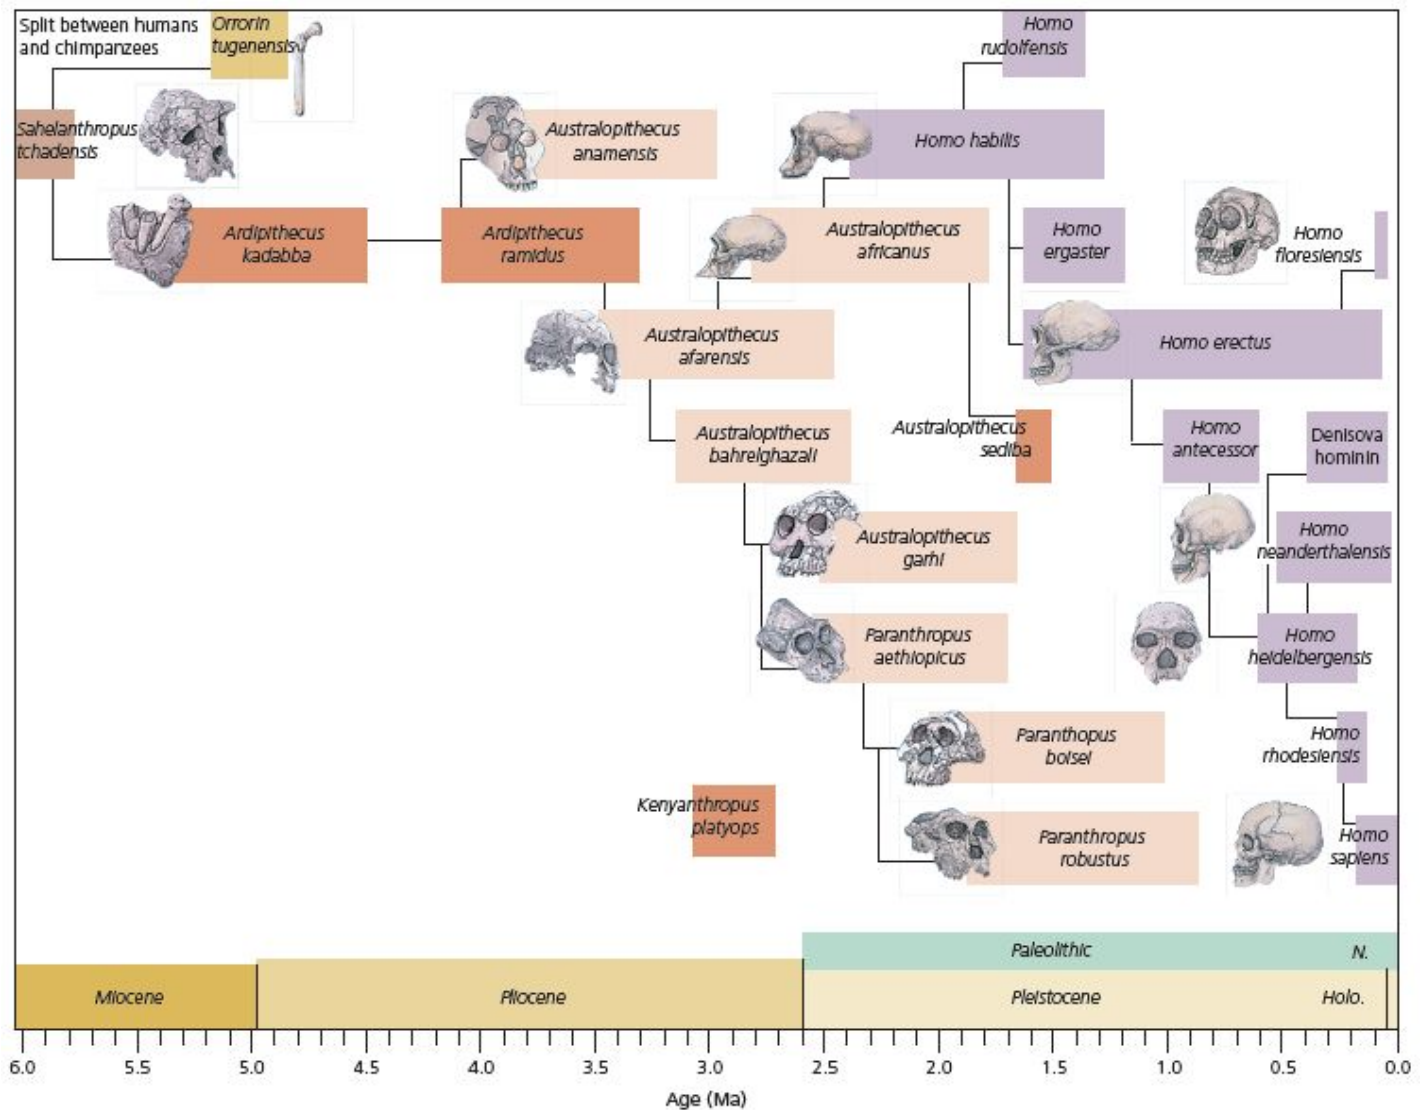 Split between humans
and chimpanzees
Orrorin
tugenensis
Homo
rudolfensis
Sahelanthropus
tchadensis
Australopithecus
anamensis
Homo habilis
Ardipithecus
kadabba
Ardipithecus
ramidus
Australopithecus
africanus
Homo
ergaster
Homo
floresiensis
Australopithecus
afarensis
Homo erectus
Australopithecus
bahrelghazali
Australopithecus
sediba
Homo
antecessor
Denisova
hominin
Australopithecus
garhi
Homo
neanderthalensis
Paranthropus
aethiopicus
Homo
heidelbergensis
Paranthopus
boisei
Homo
rhodesiensis
Kenyanthropus
platyops
Paranthropus
robustus
Homo
sapiens
Paleolithic
N.
Miocene
Pliocene
Pleistocene
Holo.
6.0 5.5 5.0 4.5 4.0 3.5 3.0 2.5 2.0 1.5 1.0 0.5 0.0
Age (Ma)